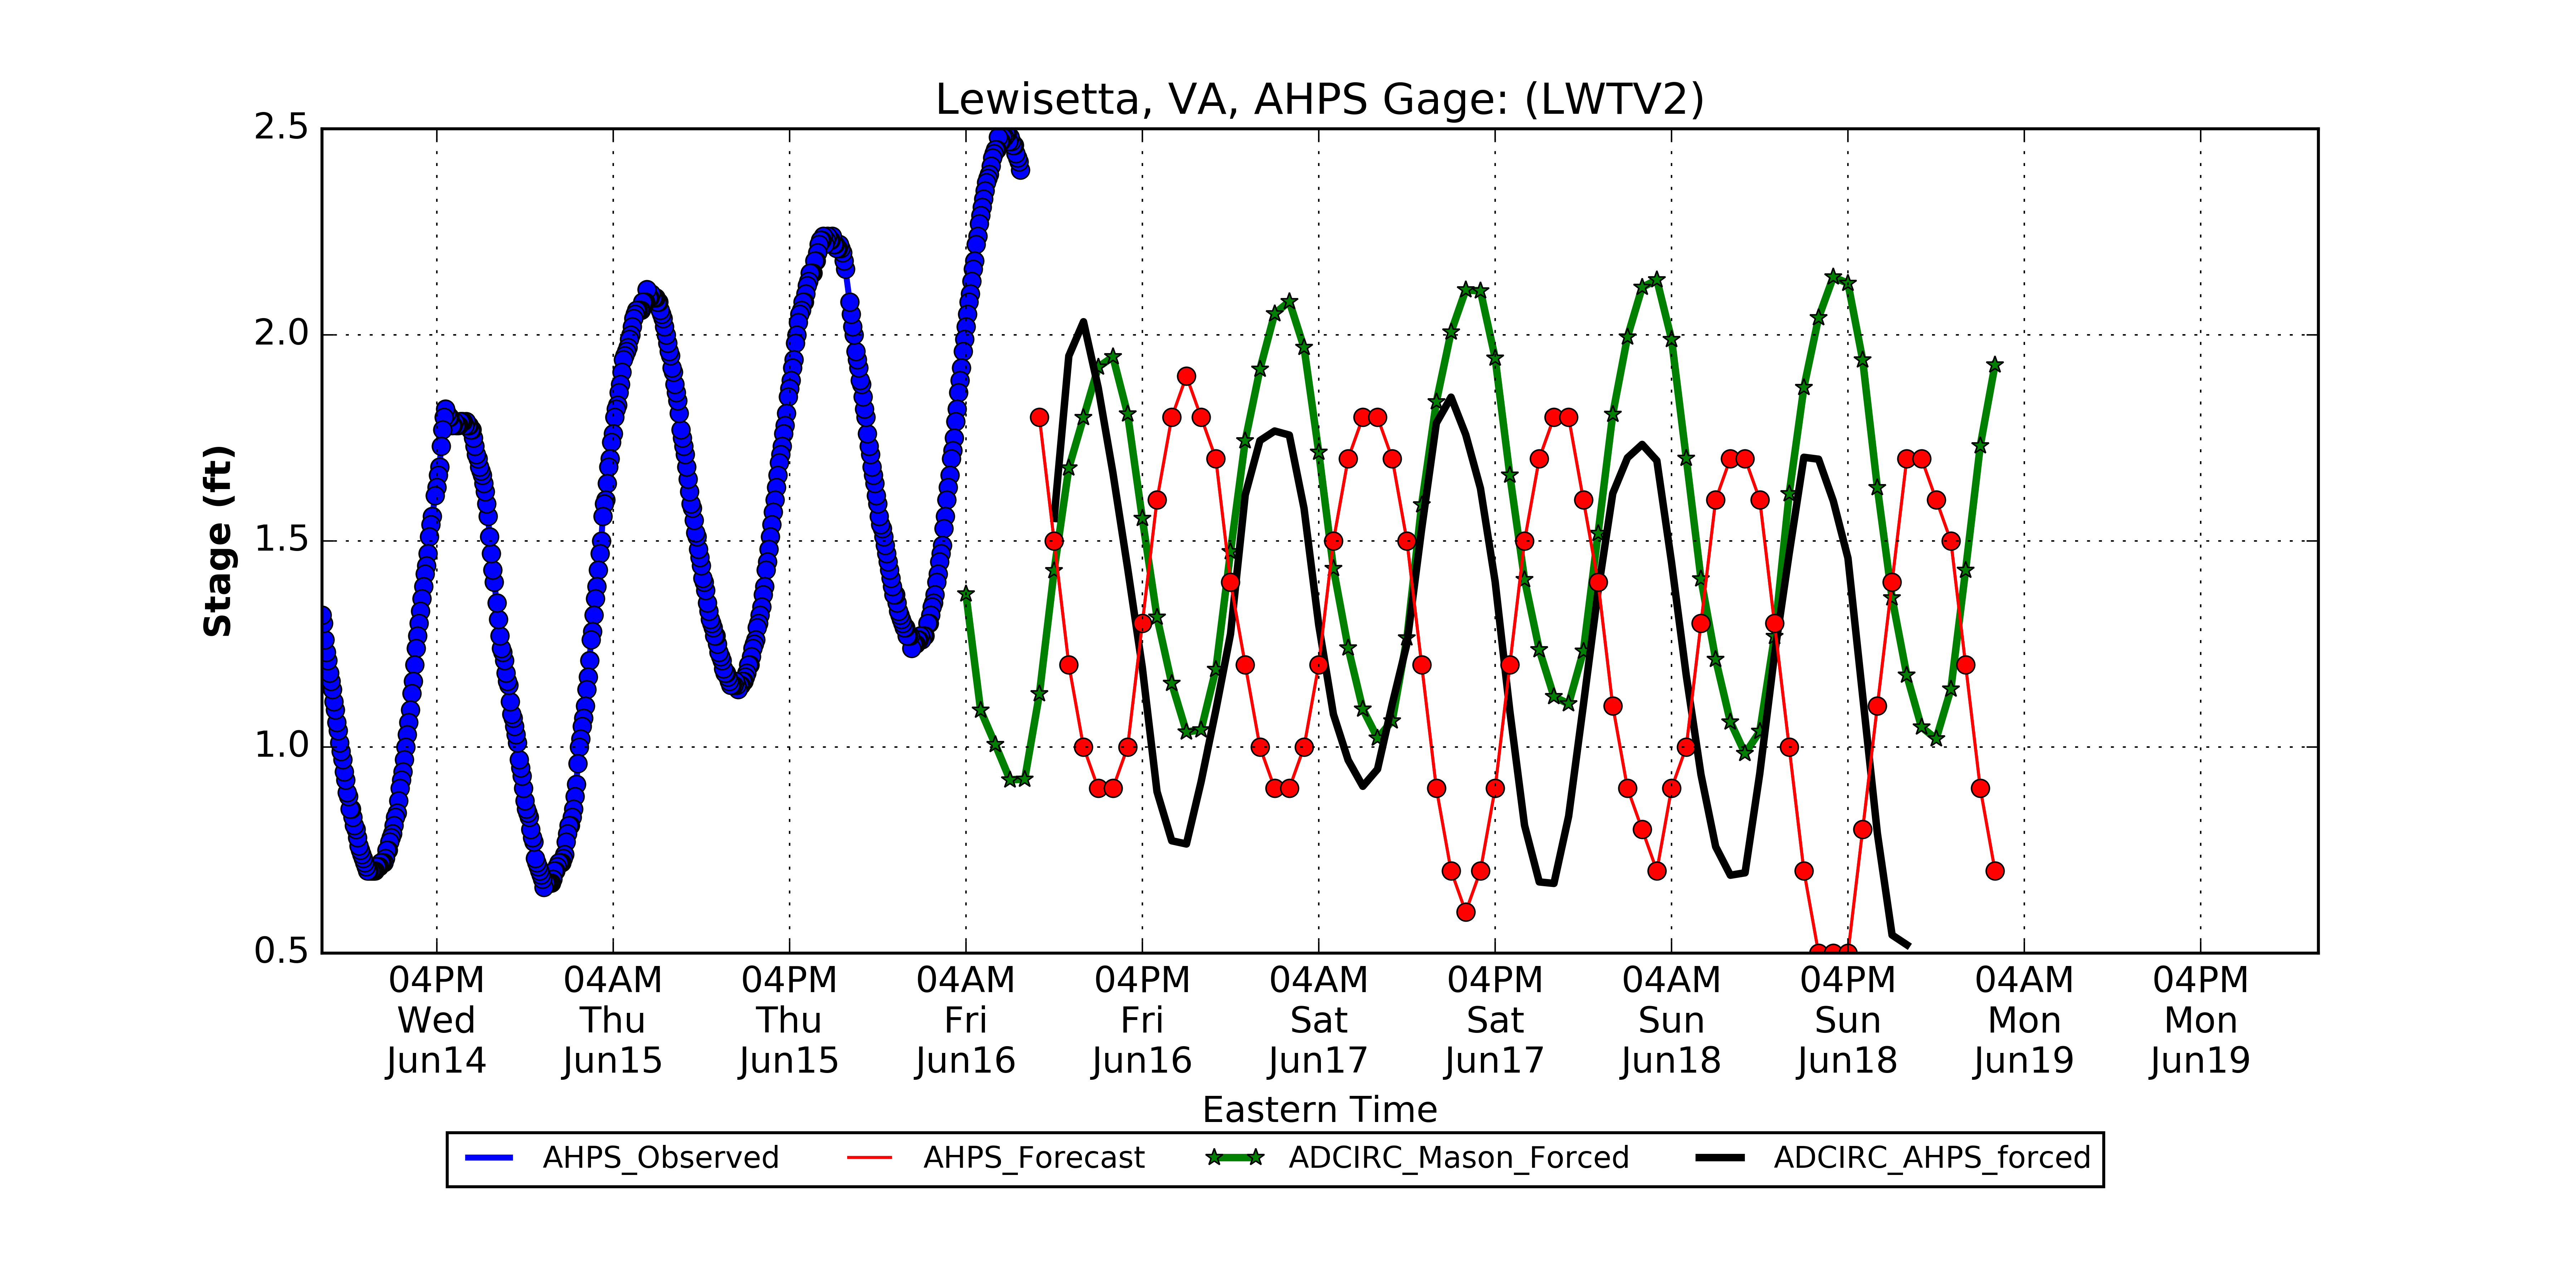 Lewisetta, VA, AHPS Gage: (LWTV2)
Stage (ft)
2.5
2.0
1.5
1.0
0.5
04PM 04AM 04PM 04AM 04PM 04AM 04PM 04AM 04PM 04AM 04PM
Wed Thu Thu Fri Fri Sat Sat Sun Sun Mon Mon
Jun14 Jun15 Jun15 Jun16 Jun16 Jun17 Jun17 Jun18 Jun18 Jun19 Jun19
Eastern Time
AHPS_Observed AHPS_Forecast ADCIRC_Mason_Forced ADCIRC_AHPS_forced